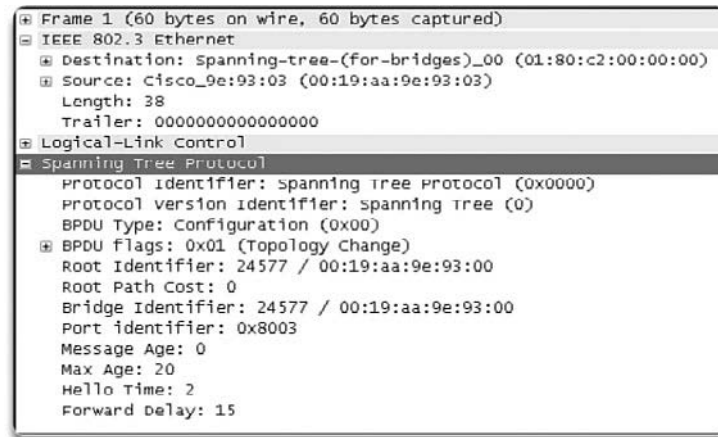 Frame 1 (60 bytes on wire, 60 bytes captured)
IEEE 802.3 Ethernet
Destination: Spanning-tree-(for-bridges)_00 (01:80:c2:00:00:00)
Source: Cisco_9e:93:03 (00:19:aa:9e:93:03)
Length: 38
Trailer: 0000000000000000
Logical-Link Control
Spanning Tree Protocol
Protocol Identifier: Spanning Tree Protocol (0x0000)
Protocol Version Identifier: Spanning Tree (0)
BPDU Type: Configuration (0x00)
BPDU flags: 0x01 (Topology Change)
Root Identifier: 24577 / 00:19:aa:9e:93:00
Root Path Cost: 0
Bridge Identifier: 24577 / 00:19:aa:9e:93:00
Port identifier: 0x8003
Message Age: 0
Max Age: 20
Hello Time: 2
Forward Delay: 15